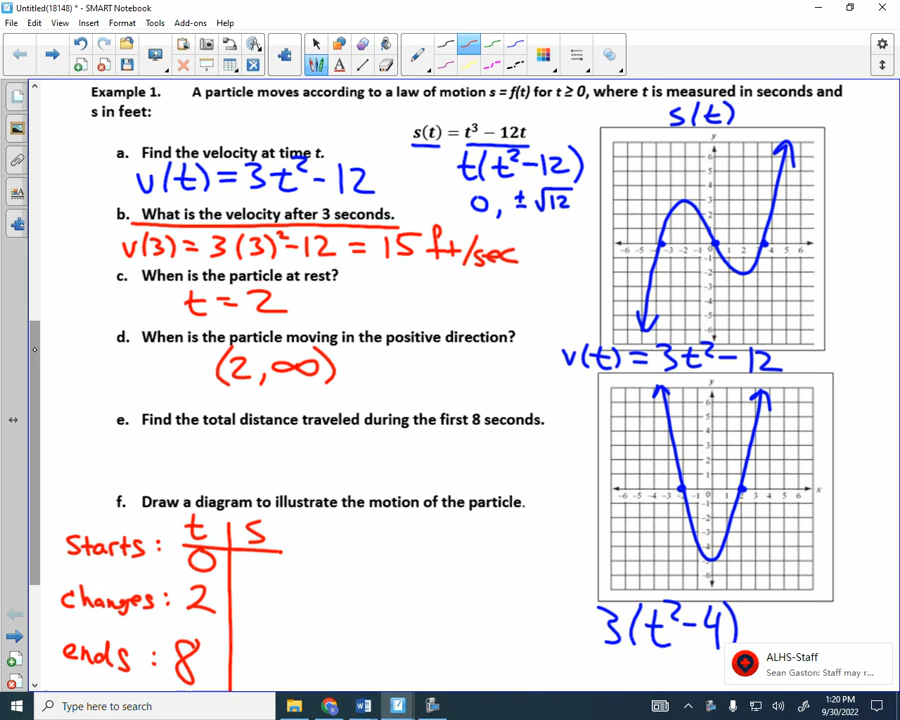 Untitled(18148) * - SMART Notebook
File Edit View Insert Format Tools Add-ons Help
Example 1. A particle moves according to a law of motion s = f(t) for t ≥ 0, where t is measured in seconds and
s in feet:
s(t)
s(t) = t³ − 12t
a. Find the velocity at time t.
t(t²−12)
v(t) = 3t² − 12
0, ±√12
b. What is the velocity after 3 seconds.
v(3) = 3(3)² − 12 = 15 ft/sec
c. When is the particle at rest?
t = 2
d. When is the particle moving in the positive direction?
v(t) = 3t² − 12
(2, ∞)
e. Find the total distance traveled during the first 8 seconds.
f. Draw a diagram to illustrate the motion of the particle.
t s
starts: 0
changes: 2
ends: 8
3(t²−4)
ALHS-Staff
Sean Gaston: Staff may r...
Type here to search
1:20 PM
9/30/2022